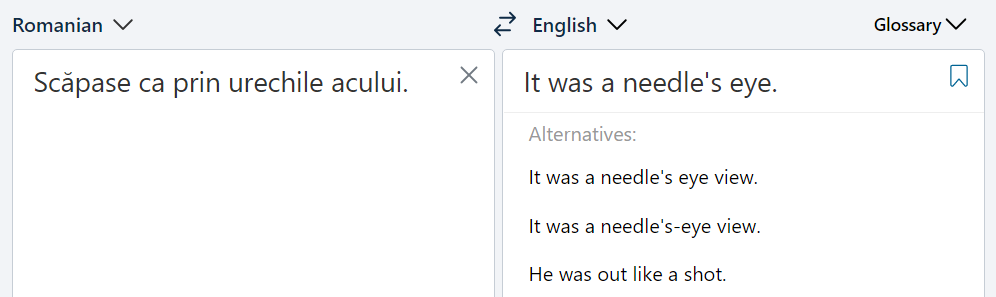 Romanian
English
Glossary
Scăpase ca prin urechile acului.
It was a needle's eye.
Alternatives:
It was a needle's eye view.
It was a needle's-eye view.
He was out like a shot.